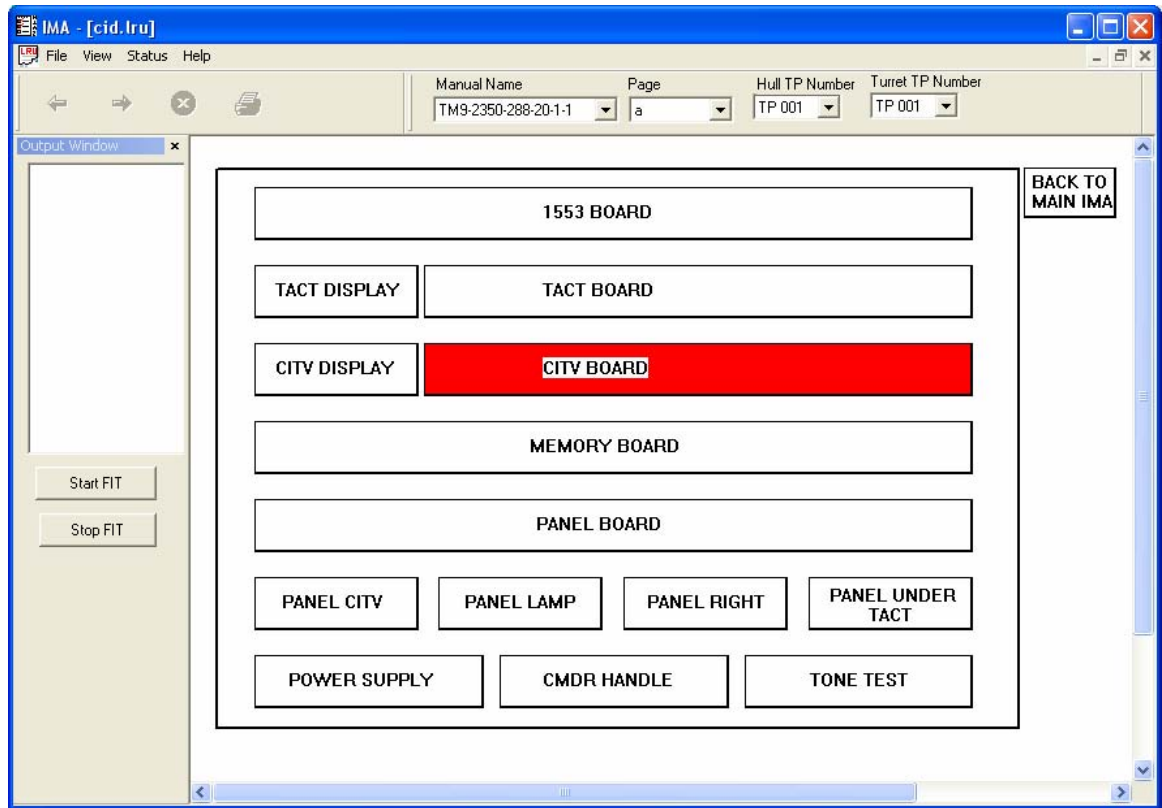 IMA - [cid.lru]
LRU File View Status Help
Manual Name Page Hull TP Number Turret TP Number
TM9-2350-288-20-1-1 a TP 001 TP 001
Output Window
BACK TO
MAIN IMA
1553 BOARD
TACT DISPLAY TACT BOARD
CITV DISPLAY CITV BOARD
MEMORY BOARD
Start FIT
PANEL BOARD
Stop FIT
PANEL CITV PANEL LAMP PANEL RIGHT PANEL UNDER
TACT
POWER SUPPLY CMDR HANDLE TONE TEST